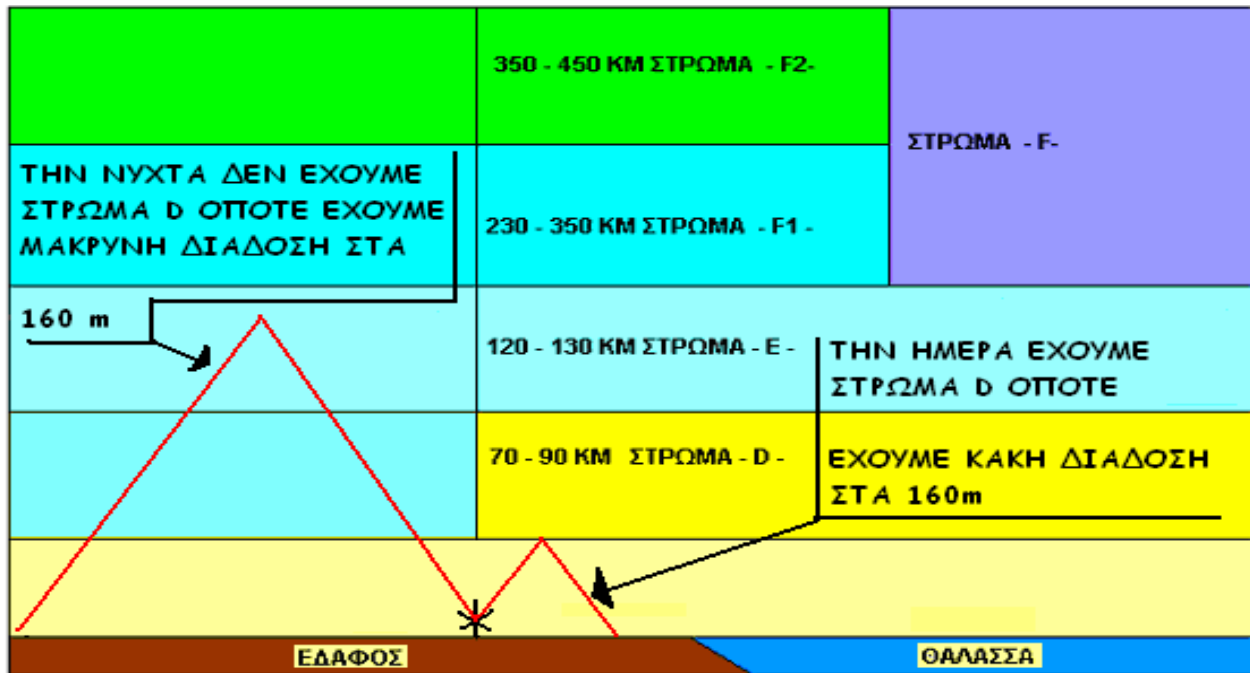 350 - 450 ΚΜ ΣΤΡΩΜΑ - F2-
ΣΤΡΩΜΑ - F-
ΤΗΝ ΝΥΧΤΑ ΔΕΝ ΕΧΟΥΜΕ
ΣΤΡΩΜΑ D ΟΠΟΤΕ ΕΧΟΥΜΕ
ΜΑΚΡΥΝΗ ΔΙΑΔΟΣΗ ΣΤΑ
160 m
230 - 350 ΚΜ ΣΤΡΩΜΑ - F1 -
120 - 130 ΚΜ ΣΤΡΩΜΑ - E -
ΤΗΝ ΗΜΕΡΑ ΕΧΟΥΜΕ
ΣΤΡΩΜΑ D ΟΠΟΤΕ
ΕΧΟΥΜΕ ΚΑΚΗ ΔΙΑΔΟΣΗ
ΣΤΑ 160m
70 - 90 ΚΜ ΣΤΡΩΜΑ - D -
ΕΔΑΦΟΣ
ΘΑΛΑΣΣΑ